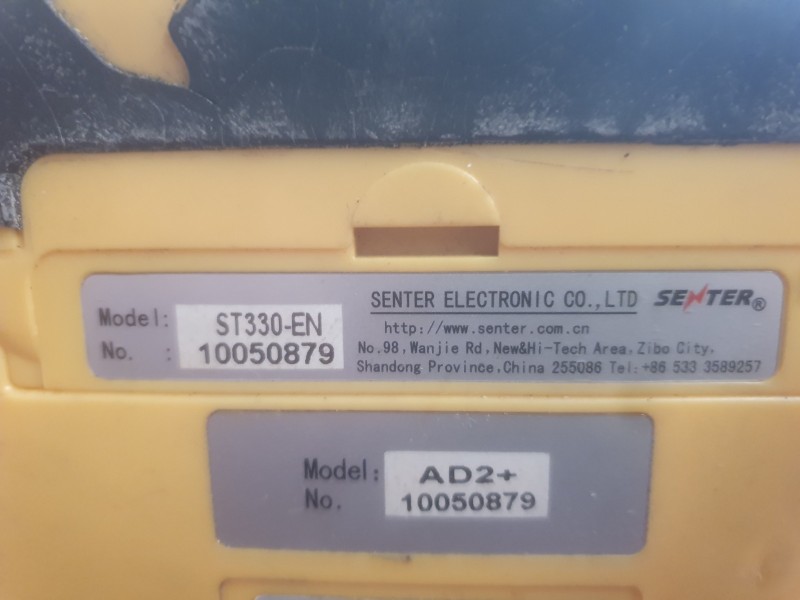 Model: ST330-EN
No. : 10050879
SENTER ELECTRONIC CO.,LTD SENTER®
http://www.senter.com.cn
No.98, Wanjie Rd, New&Hi-Tech Area, Zibo City,
Shandong Province, China 255086 Tel:+86 533 3589257
Model: AD2+
No. 10050879